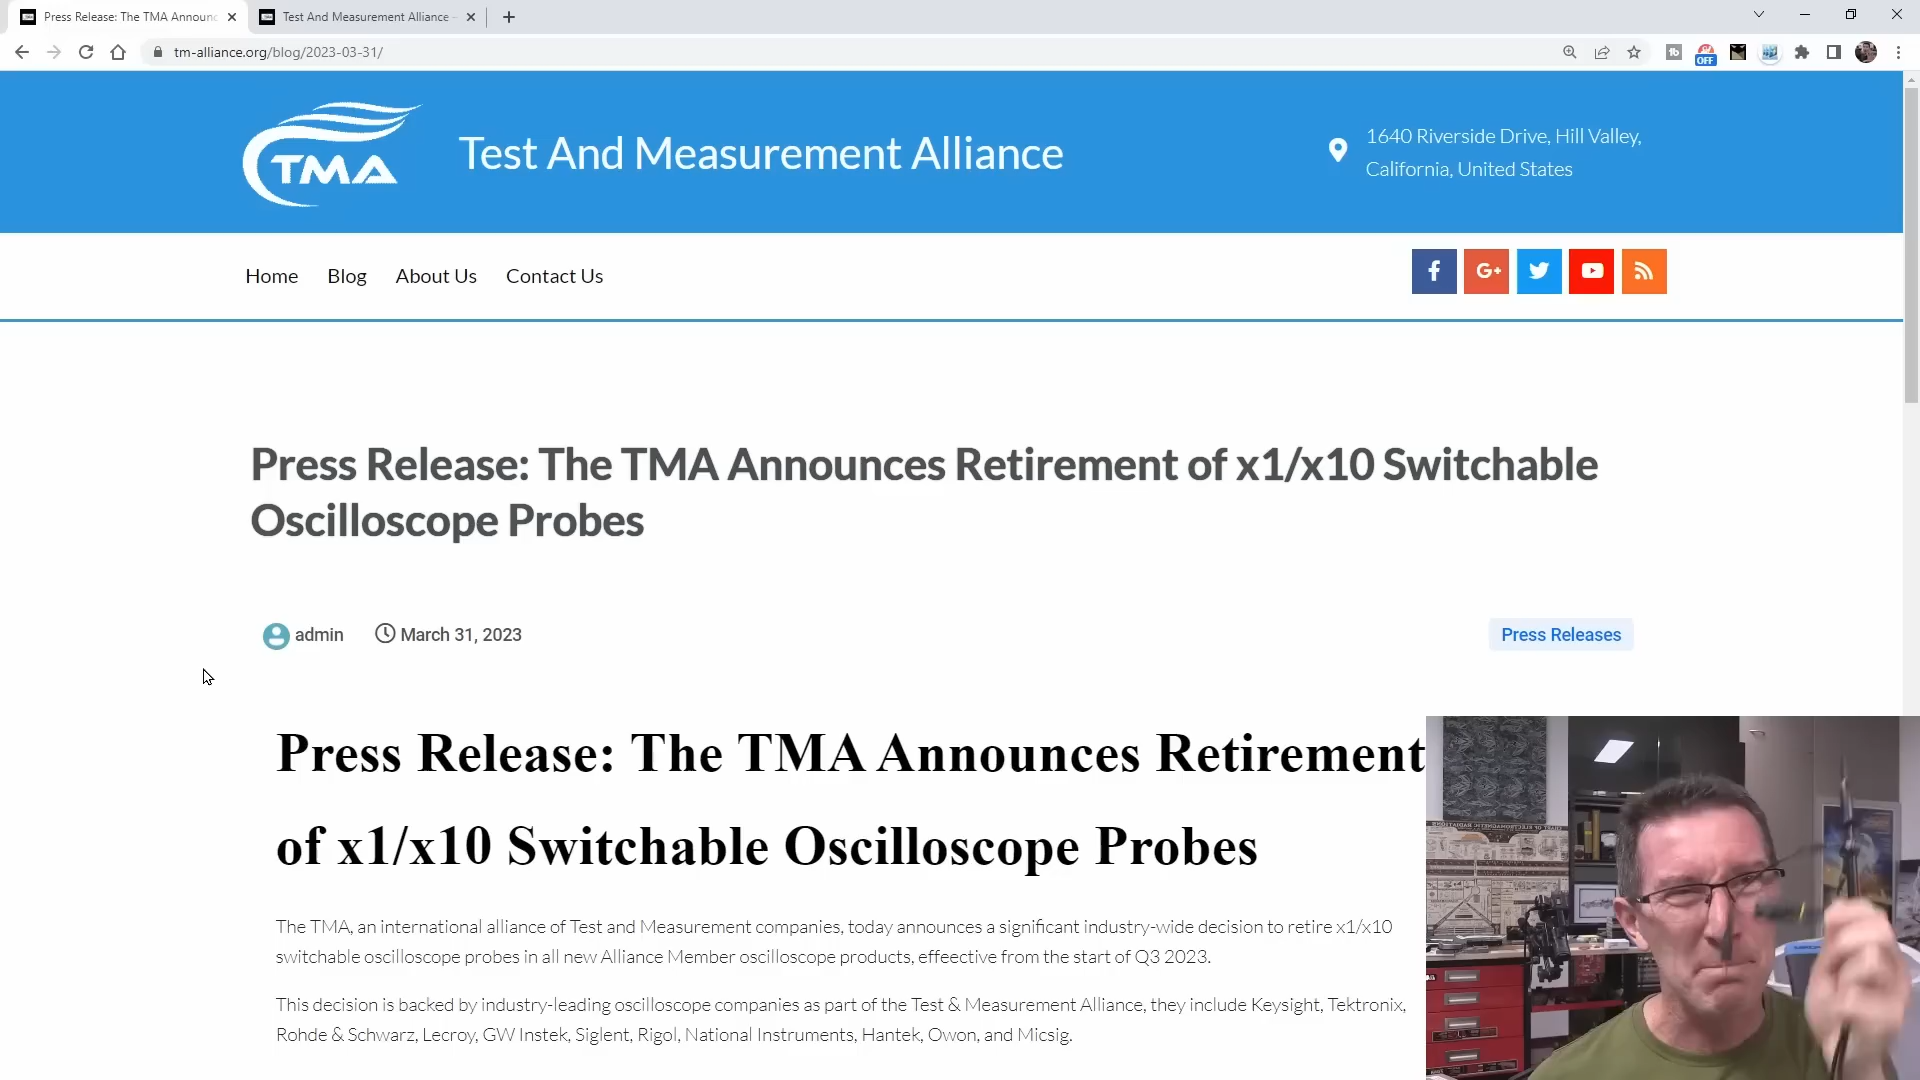 Press Release: The TMA Announc
Test And Measurement Alliance -
tm-alliance.org/blog/2023-03-31/
OFF
TMA
Test And Measurement Alliance
1640 Riverside Drive, Hill Valley,
California, United States
Home
Blog
About Us
Contact Us
Press Release: The TMA Announces Retirement of x1/x10 Switchable
Oscilloscope Probes
admin
March 31, 2023
Press Releases
Press Release: The TMA Announces Retirement
of x1/x10 Switchable Oscilloscope Probes
The TMA, an international alliance of Test and Measurement companies, today announces a significant industry-wide decision to retire x1/x10
switchable oscilloscope probes in all new Alliance Member oscilloscope products, effeective from the start of Q3 2023.
This decision is backed by industry-leading oscilloscope companies as part of the Test & Measurement Alliance, they include Keysight, Tektronix,
Rohde & Schwarz, Lecroy, GW Instek, Siglent, Rigol, National Instruments, Hantek, Owon, and Micsig.